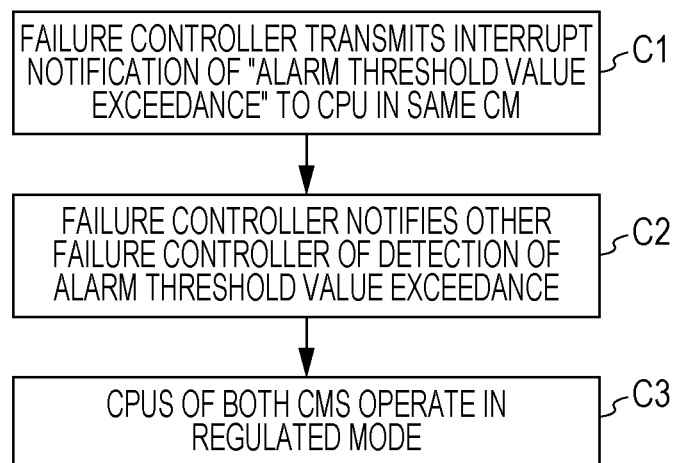 FAILURE CONTROLLER TRANSMITS INTERRUPT
NOTIFICATION OF "ALARM THRESHOLD VALUE
EXCEEDANCE" TO CPU IN SAME CM
C1
FAILURE CONTROLLER NOTIFIES OTHER
FAILURE CONTROLLER OF DETECTION OF
ALARM THRESHOLD VALUE EXCEEDANCE
C2
CPUS OF BOTH CMS OPERATE IN
REGULATED MODE
C3